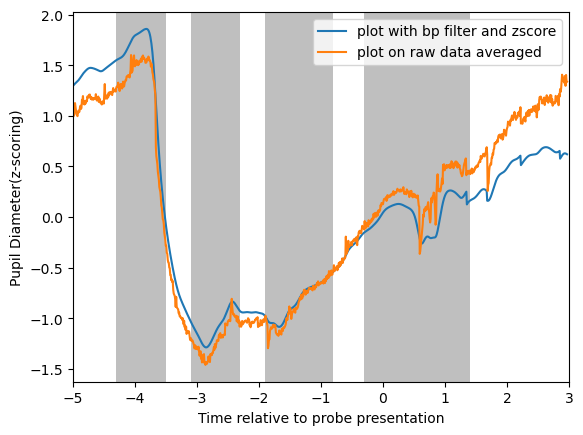 plot with bp filter and zscore
plot on raw data averaged
Pupil Diameter(z-scoring)
2.0
1.5
1.0
0.5
0.0
−0.5
−1.0
−1.5
−5 −4 −3 −2 −1 0 1 2 3
Time relative to probe presentation